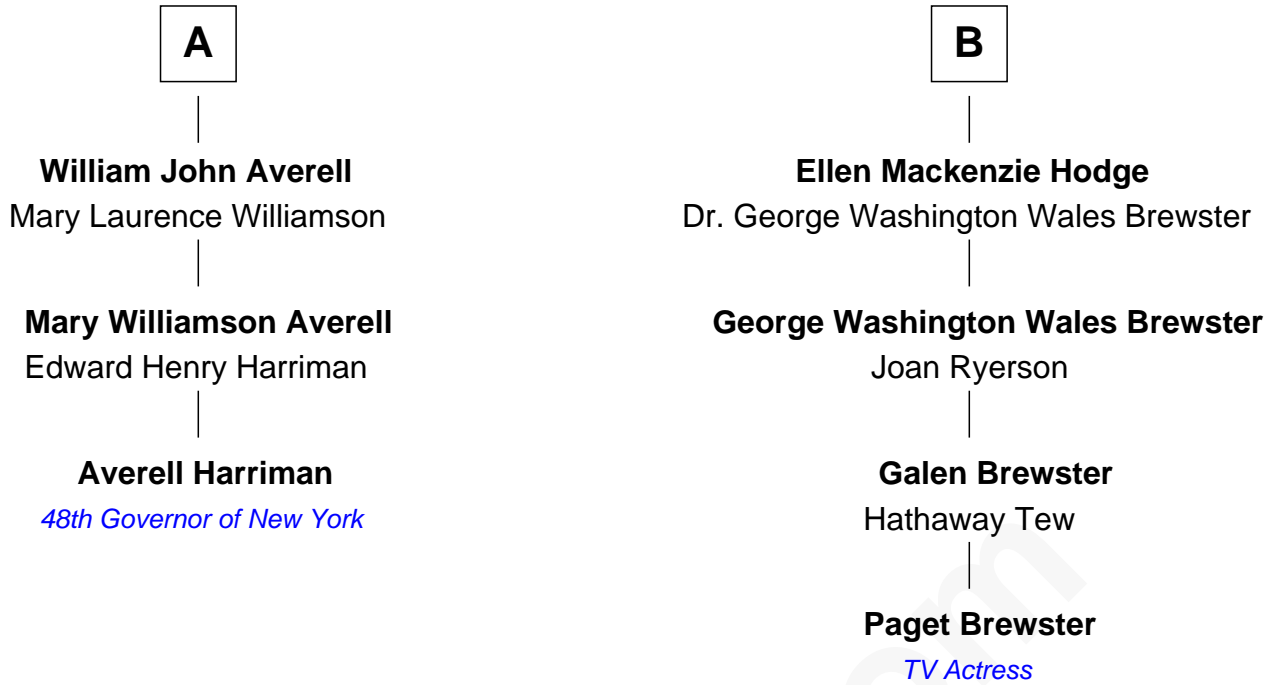 A
William John Averell
Mary Laurence Williamson
Mary Williamson Averell
Edward Henry Harriman
Averell Harriman
48th Governor of New York
B
Ellen Mackenzie Hodge
Dr. George Washington Wales Brewster
George Washington Wales Brewster
Joan Ryerson
Galen Brewster
Hathaway Tew
Paget Brewster
TV Actress